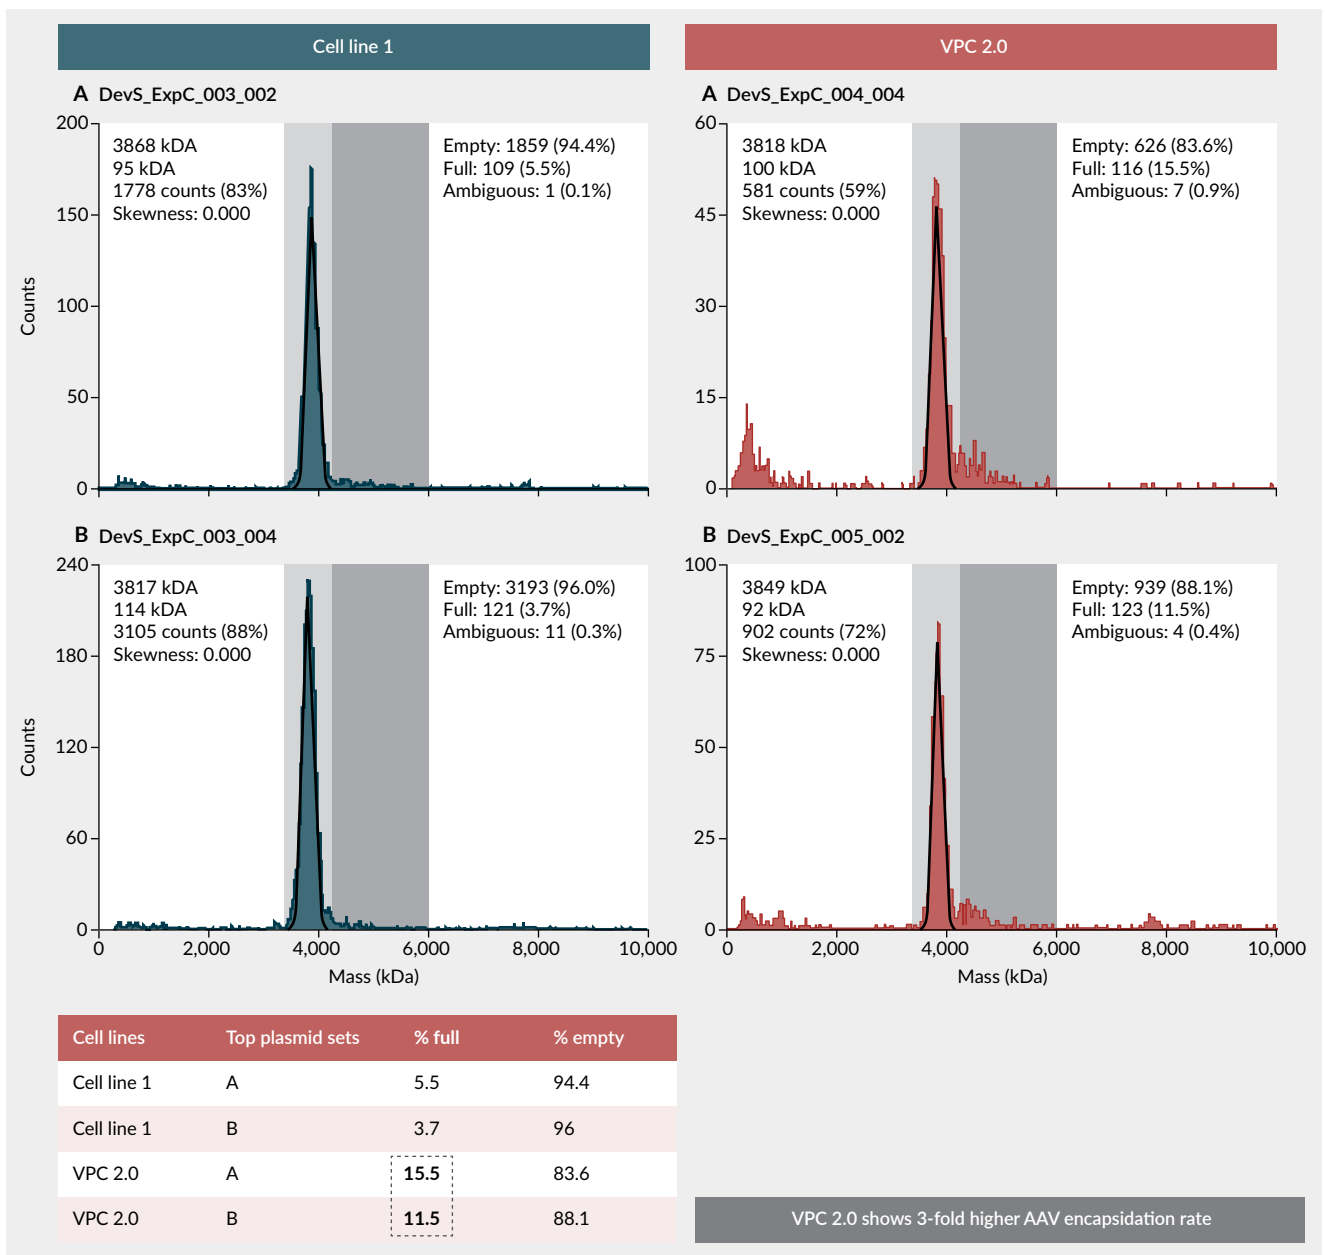 Cell line 1
VPC 2.0
A DevS_ExpC_003_002
200
150
100
50
0
Counts
3868 kDA
95 kDA
1778 counts (83%)
Skewness: 0.000
Empty: 1859 (94.4%)
Full: 109 (5.5%)
Ambiguous: 1 (0.1%)
A DevS_ExpC_004_004
60
45
30
15
0
3818 kDA
100 kDA
581 counts (59%)
Skewness: 0.000
Empty: 626 (83.6%)
Full: 116 (15.5%)
Ambiguous: 7 (0.9%)
B DevS_ExpC_003_004
240
180
120
60
0
Counts
3817 kDA
114 kDA
3105 counts (88%)
Skewness: 0.000
Empty: 3193 (96.0%)
Full: 121 (3.7%)
Ambiguous: 11 (0.3%)
0 2,000 4,000 6,000 8,000 10,000
Mass (kDa)
B DevS_ExpC_005_002
100
75
50
25
0
3849 kDA
92 kDA
902 counts (72%)
Skewness: 0.000
Empty: 939 (88.1%)
Full: 123 (11.5%)
Ambiguous: 4 (0.4%)
0 2,000 4,000 6,000 8,000 10,000
Mass (kDa)
Cell lines Top plasmid sets % full % empty
Cell line 1 A 5.5 94.4
Cell line 1 B 3.7 96
VPC 2.0 A 15.5 83.6
VPC 2.0 B 11.5 88.1
VPC 2.0 shows 3-fold higher AAV encapsidation rate